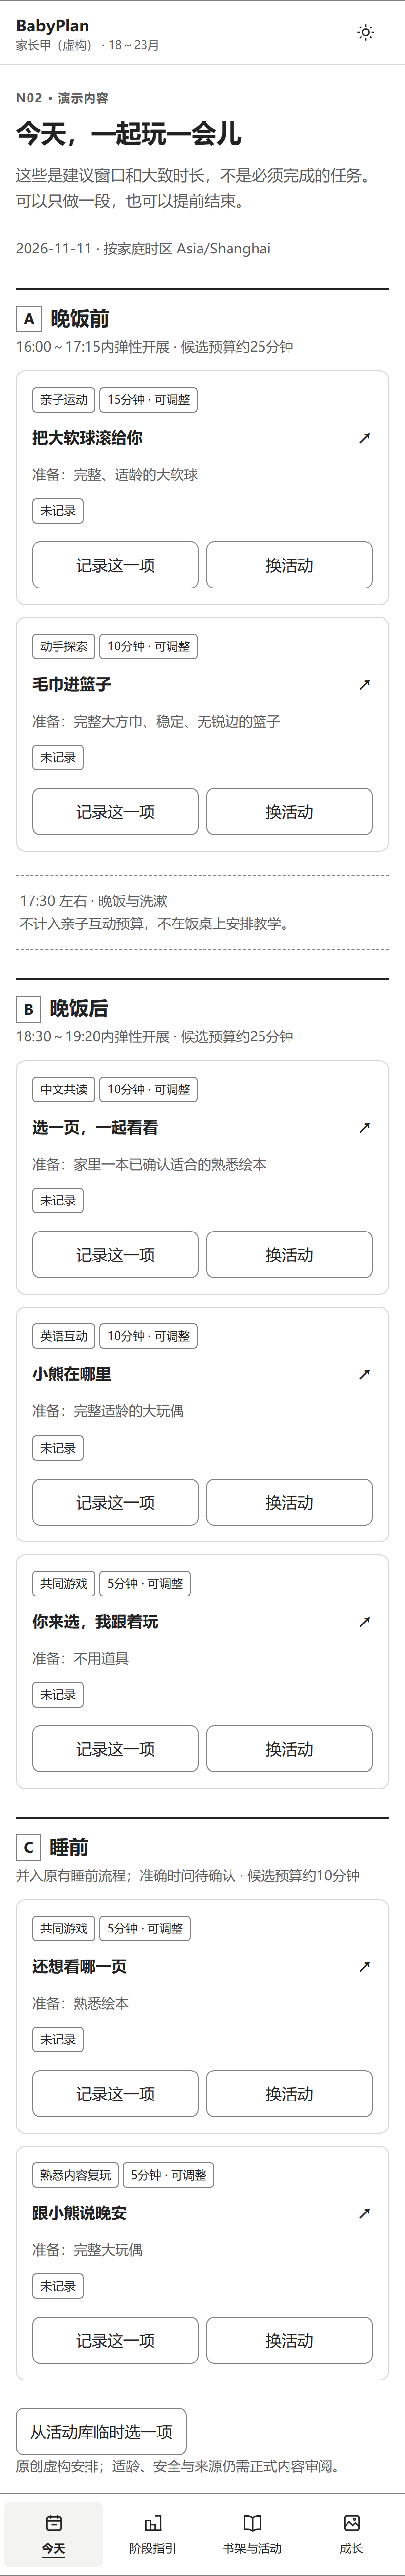 BabyPlan
家长甲（虚构） · 18～23月
N02 • 演示内容
今天，一起玩一会儿
这些是建议窗口和大致时长，不是必须完成的任务。
可以只做一段，也可以提前结束。
2026-11-11 · 按家庭时区 Asia/Shanghai
A 晚饭前
16:00～17:15内弹性开展 · 候选预算约25分钟
亲子运动 15分钟 · 可调整
把大软球滚给你
准备：完整、适龄的大软球
未记录
记录这一项 换活动
动手探索 10分钟 · 可调整
毛巾进篮子
准备：完整大方巾、稳定、无锐边的篮子
未记录
记录这一项 换活动
17:30 左右 · 晚饭与洗漱
不计入亲子互动预算，不在饭桌上安排教学。
B 晚饭后
18:30～19:20内弹性开展 · 候选预算约25分钟
中文共读 10分钟 · 可调整
选一页，一起看看
准备：家里一本已确认适合的熟悉绘本
未记录
记录这一项 换活动
英语互动 10分钟 · 可调整
小熊在哪里
准备：完整适龄的大玩偶
未记录
记录这一项 换活动
共同游戏 5分钟 · 可调整
你来选，我跟着玩
准备：不用道具
未记录
记录这一项 换活动
C 睡前
并入原有睡前流程；准确时间待确认 · 候选预算约10分钟
共同游戏 5分钟 · 可调整
还想看哪一页
准备：熟悉绘本
未记录
记录这一项 换活动
熟悉内容复玩 5分钟 · 可调整
跟小熊说晚安
准备：完整大玩偶
未记录
记录这一项 换活动
从活动库临时选一项
原创虚构安排；适龄、安全与来源仍需正式内容审阅。
今天 阶段指引 书架与活动 成长